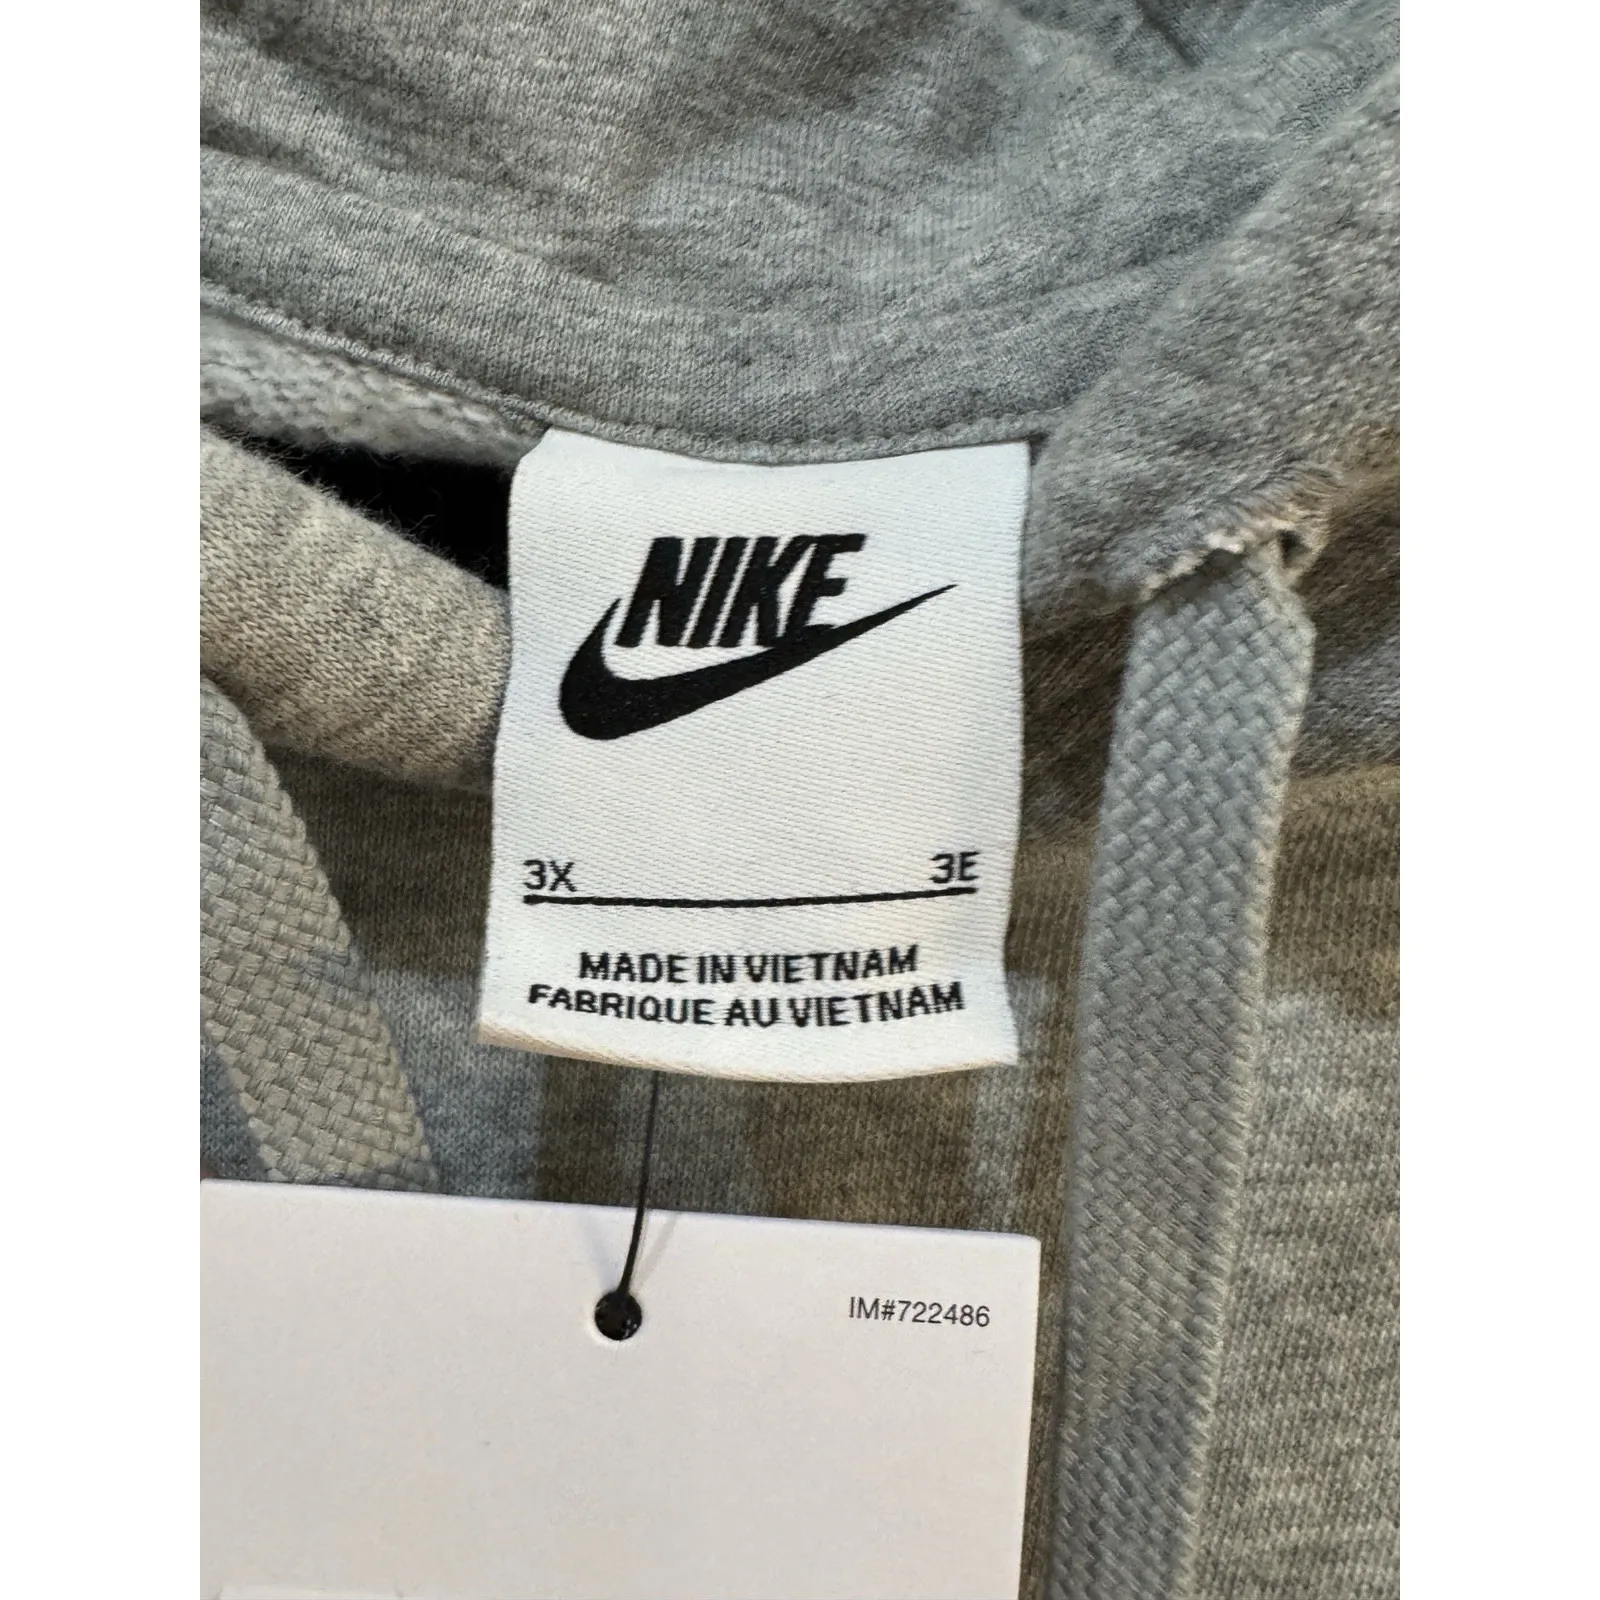 NIKE
3X 3E
MADE IN VIETNAM
FABRIQUE AU VIETNAM
IM#722486